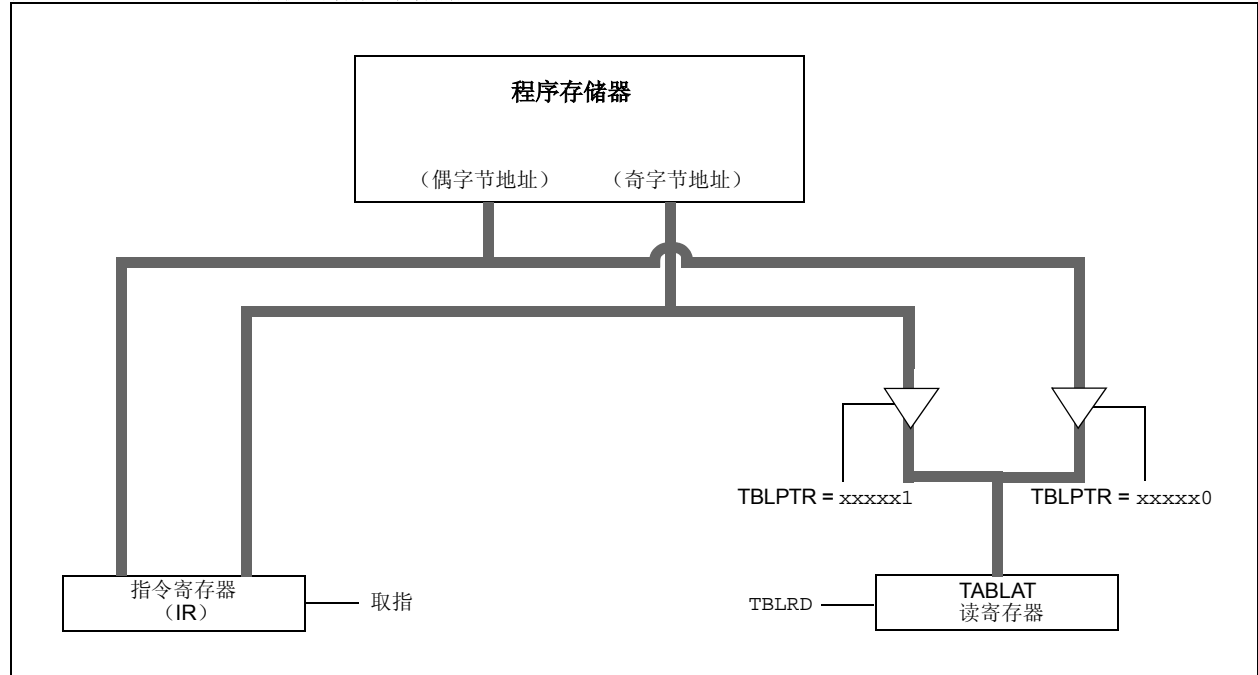 程序存储器
（偶字节地址）
（奇字节地址）
TBLPTR = xxxxx1
TBLPTR = xxxxx0
指令寄存器
（IR）
取指
TBLRD
TABLAT
读寄存器